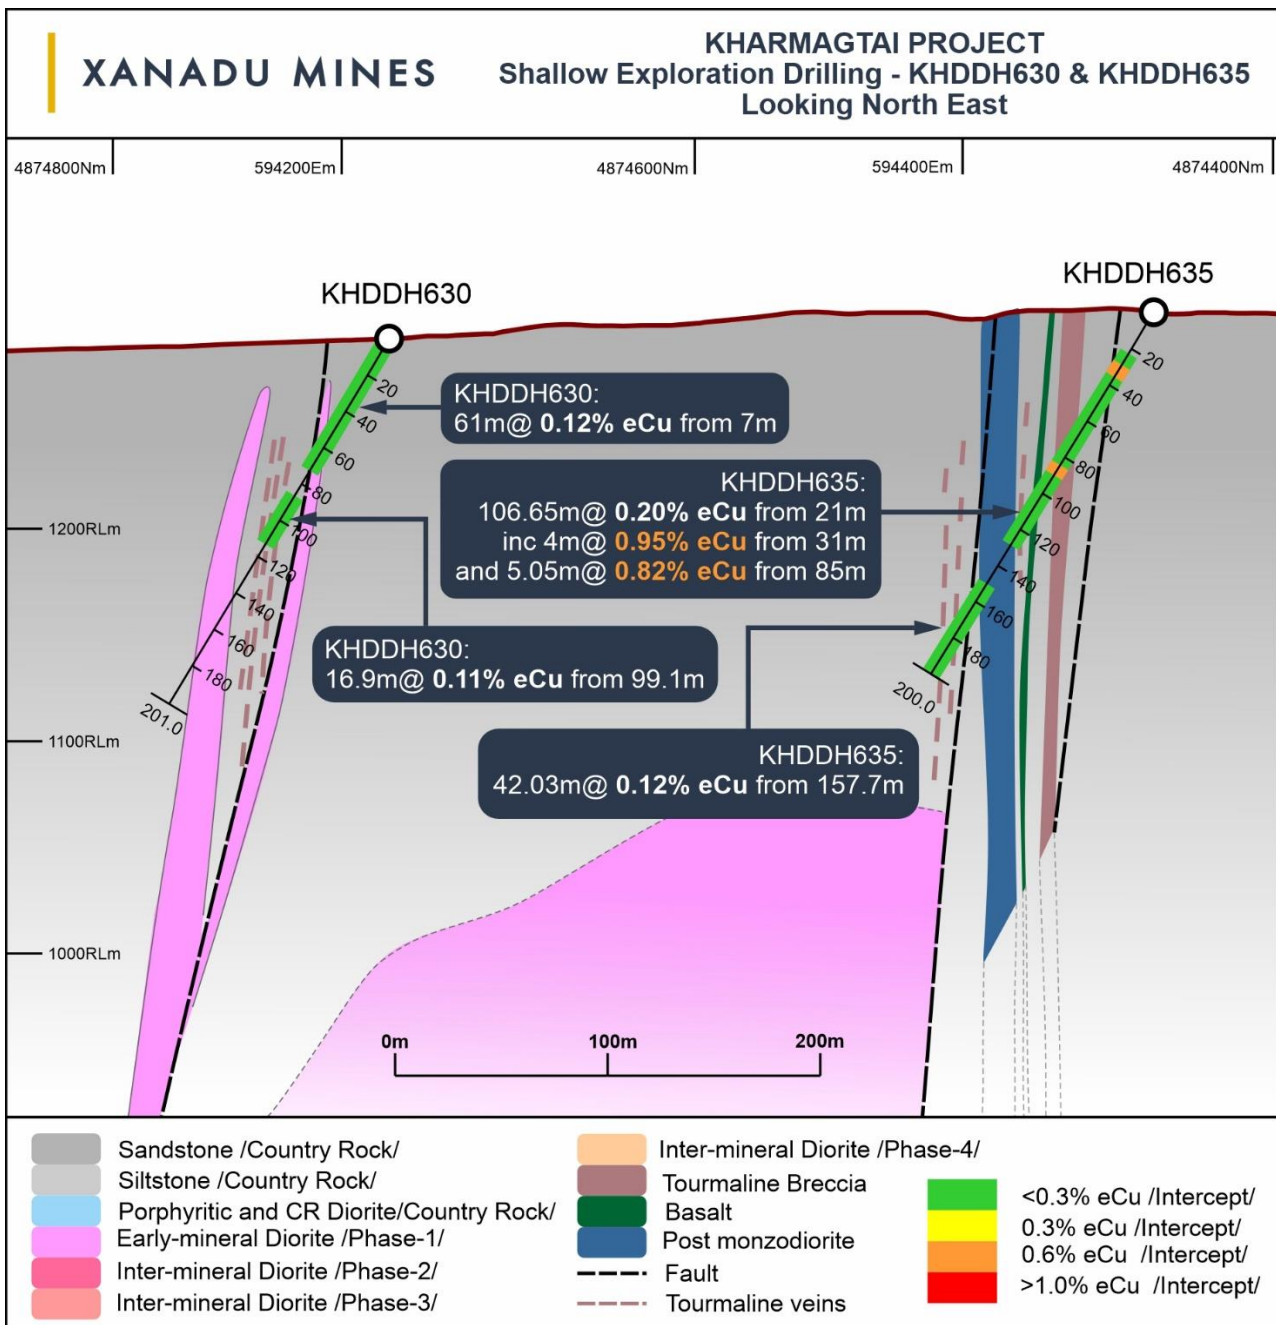 XANADU MINES
KHARMAGTAI PROJECT
Shallow Exploration Drilling - KHDDH630 & KHDDH635
Looking North East
4874800Nm
594200Em
4874600Nm
594400Em
4874400Nm
KHDDH630
KHDDH635
20
40
60
80
100
120
140
160
180
201.0
20
40
60
80
100
120
140
160
180
200.0
KHDDH630:
61m@ 0.12% eCu from 7m
KHDDH635:
106.65m@ 0.20% eCu from 21m
inc 4m@ 0.95% eCu from 31m
and 5.05m@ 0.82% eCu from 85m
KHDDH630:
16.9m@ 0.11% eCu from 99.1m
KHDDH635:
42.03m@ 0.12% eCu from 157.7m
1200RLm
1100RLm
1000RLm
0m
100m
200m
Sandstone /Country Rock/
Siltstone /Country Rock/
Porphyritic and CR Diorite/Country Rock/
Early-mineral Diorite /Phase-1/
Inter-mineral Diorite /Phase-2/
Inter-mineral Diorite /Phase-3/
Inter-mineral Diorite /Phase-4/
Tourmaline Breccia
Basalt
Post monzodiorite
Fault
Tourmaline veins
<0.3% eCu /Intercept/
0.3% eCu /Intercept/
0.6% eCu /Intercept/
>1.0% eCu /Intercept/